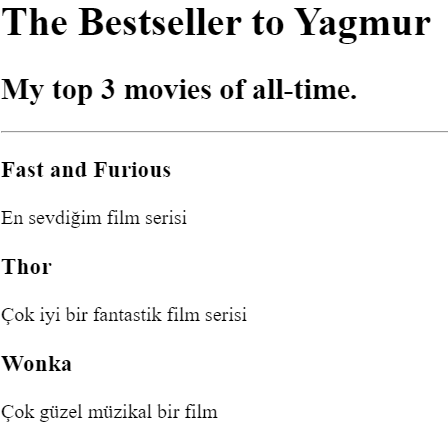 The Bestseller to Yagmur
My top 3 movies of all-time.
Fast and Furious
En sevdiğim film serisi
Thor
Çok iyi bir fantastik film serisi
Wonka
Çok güzel müzikal bir film